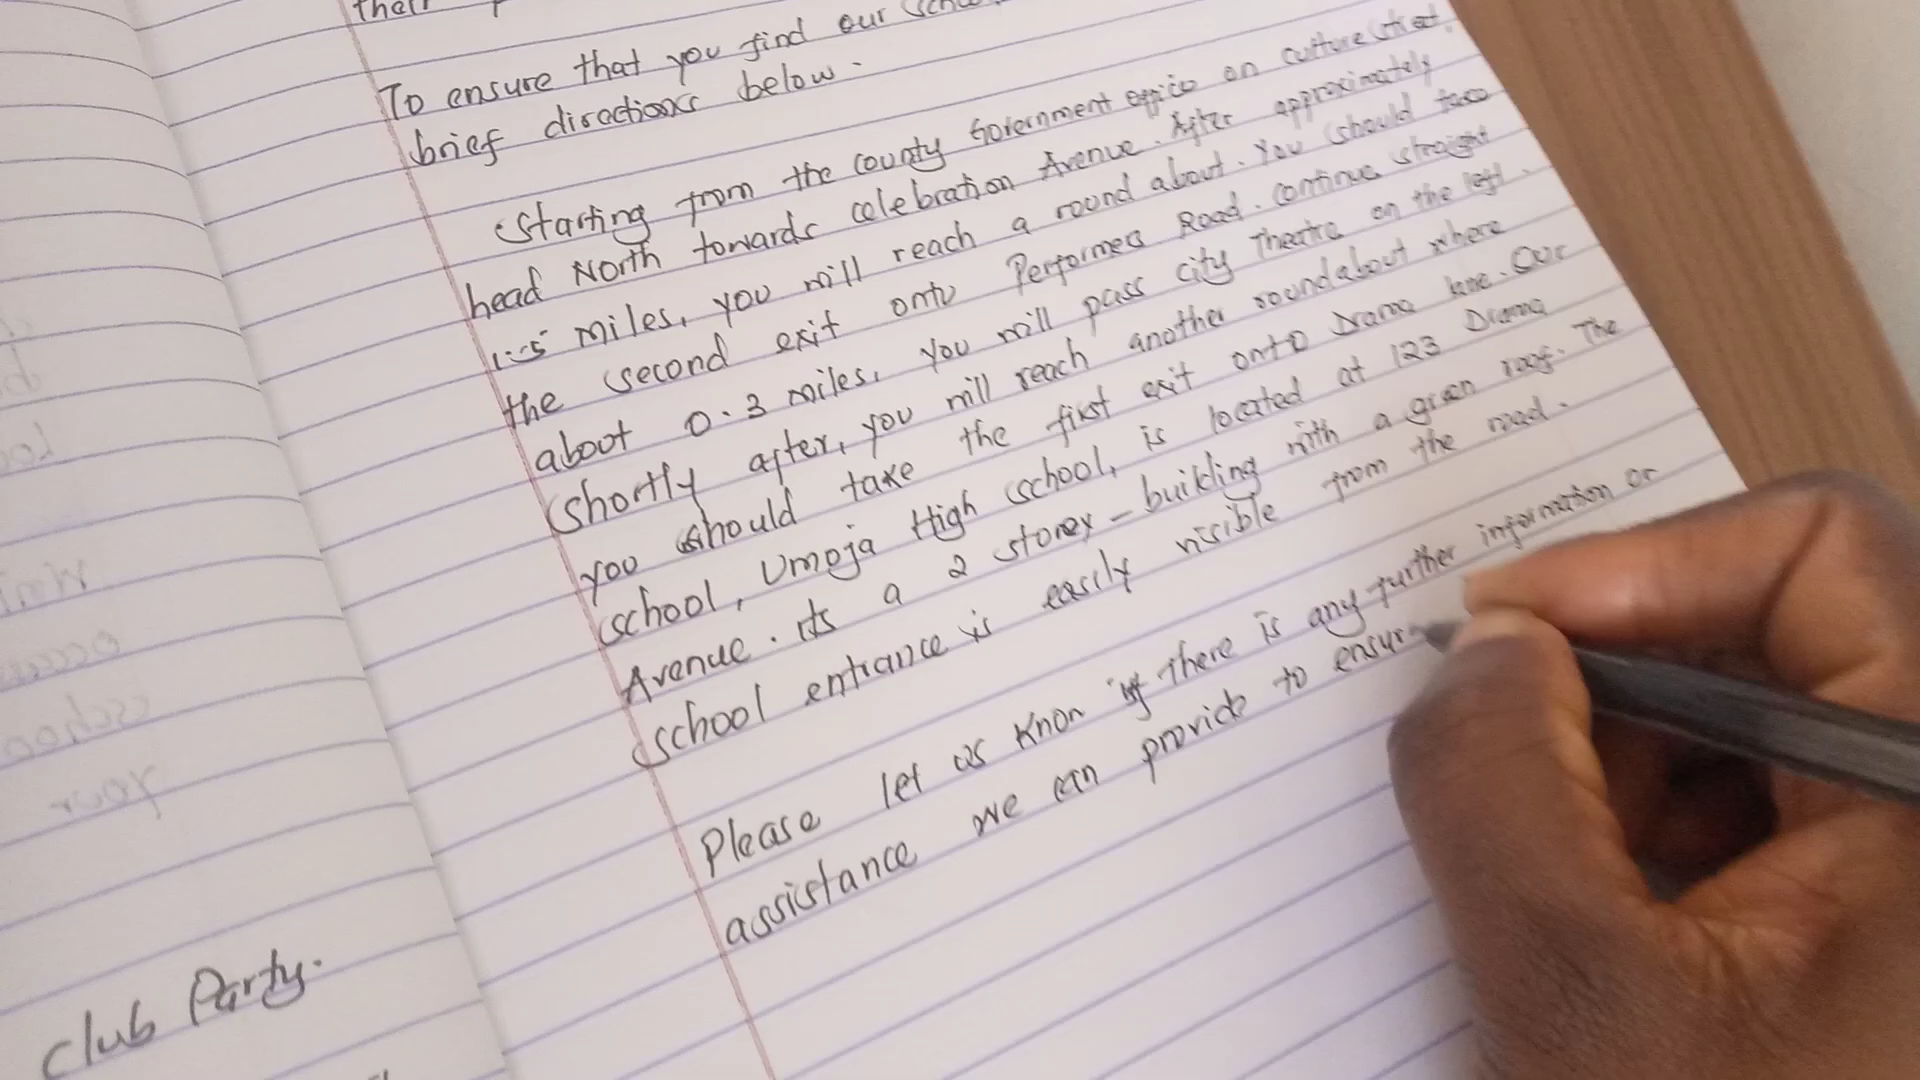 their
To ensure that you find our
brief directions below.
Starting from the county Government office on culture street.
head North towards celebration Avenue. After approximately
1.5 miles, you will reach a round about. You should take
the second exit onto Performers Road. continue straight
about 0.3 miles, you will pass city Theatre on the left.
Shortly after, you will reach another roundabout where
you should take the first exit onto Drama lane. Our
school, Umoja High school, is located at 123 Drama
Avenue. its a 2 storey-building with a green roof. The
school entrance is easily visible from the road.
Please let us know if there is any further information or
assistance we can provide to ensure
club Party.